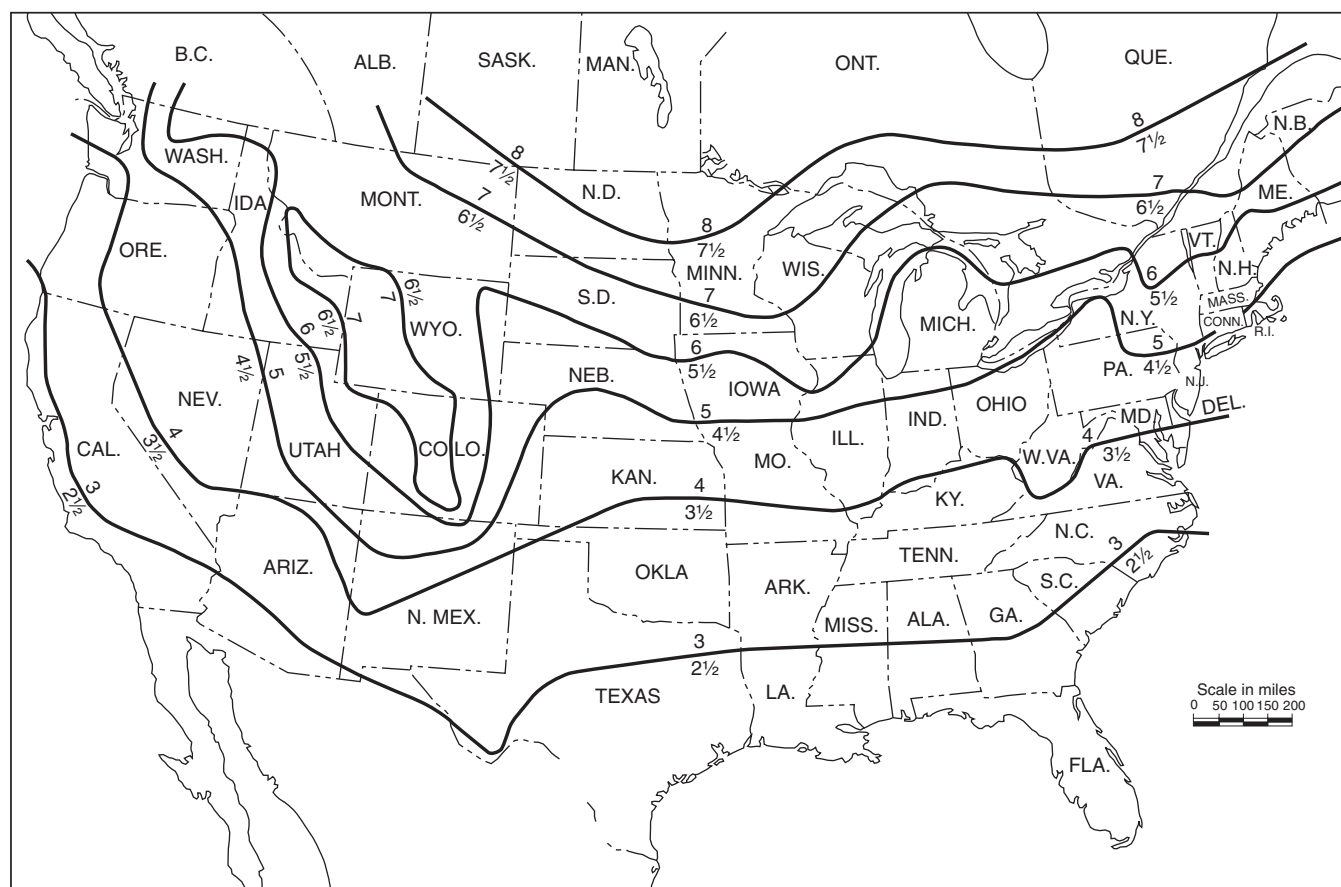 B.C.
ALB.
SASK.
MAN.
ONT.
QUE.
8
7½
N.B.
WASH.
8
7½
7
6½
MONT.
N.D.
IDA.
7
6½
ME.
ORE.
8
7½
MINN.
WIS.
VT.
N.H.
6½
7
WYO.
S.D.
7
6½
MICH.
6
5½
MASS.
CONN.
R.I.
N.Y.
6½
7
6
5½
5
4½
NEV.
NEB.
6
5½
IOWA
PA.
5
4½
N.J.
OHIO
IND.
ILL.
5
4½
MD.
DEL.
4
3½
CAL.
UTAH
COLO.
KAN.
MO.
W.VA.
4
3½
VA.
3
2½
4
3½
KY.
N.C.
ARIZ.
N. MEX.
OKLA
ARK.
TENN.
S.C.
3
2½
MISS.
ALA.
GA.
3
2½
TEXAS
LA.
FLA.
Scale in miles
0 50 100 150 200